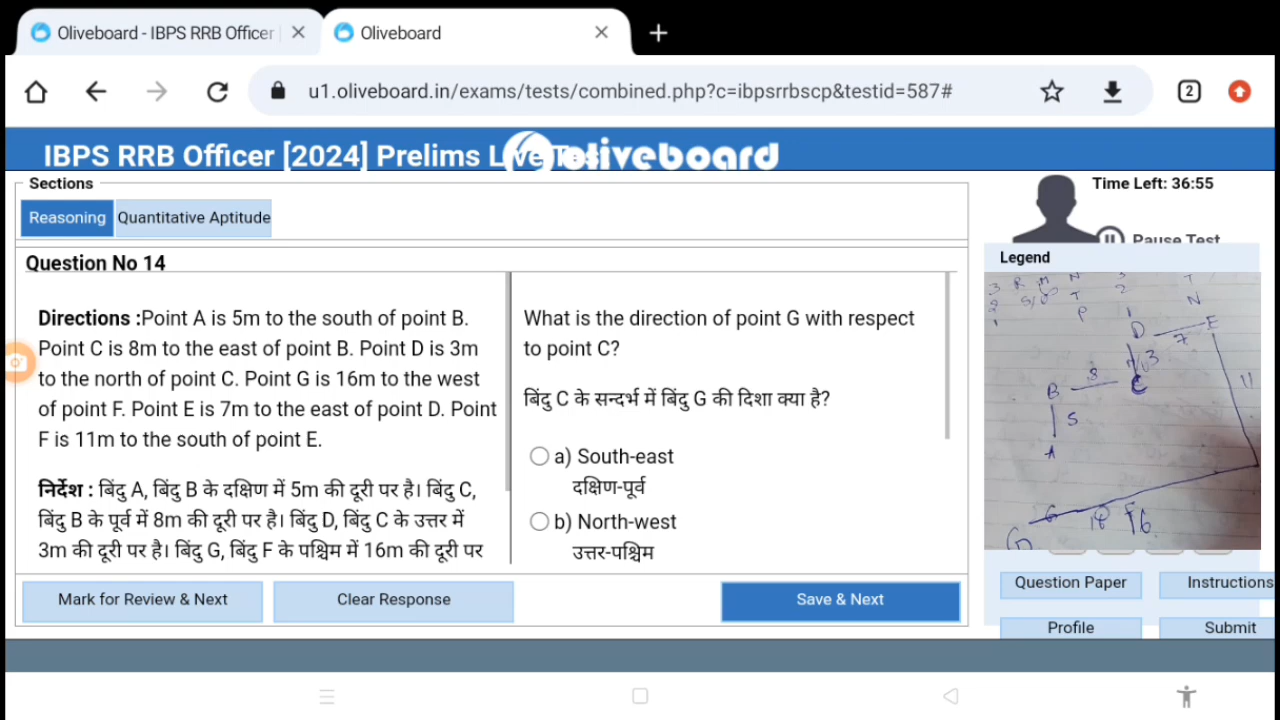 Oliveboard - IBPS RRB Officer
Oliveboard
u1.oliveboard.in/exams/tests/combined.php?c=ibpsrrbscp&testid=587#
2
IBPS RRB Officer [2024] Prelims Live Test
oliveboard
Sections
Reasoning
Quantitative Aptitude
Time Left: 36:55
Pause Test
Question No 14
Directions :Point A is 5m to the south of point B.
Point C is 8m to the east of point B. Point D is 3m
to the north of point C. Point G is 16m to the west
of point F. Point E is 7m to the east of point D. Point
F is 11m to the south of point E.
निर्देश : बिंदु A, बिंदु B के दक्षिण में 5m की दूरी पर है। बिंदु C,
बिंदु B के पूर्व में 8m की दूरी पर है। बिंदु D, बिंदु C के उत्तर में
3m की दूरी पर है। बिंदु G, बिंदु F के पश्चिम में 16m की दूरी पर
What is the direction of point G with respect
to point C?
बिंदु C के सन्दर्भ में बिंदु G की दिशा क्या है?
a) South-east
दक्षिण-पूर्व
b) North-west
उत्तर-पश्चिम
Legend
D 7 E
3
B 8 C
11
5
A
G
Mark for Review & Next
Clear Response
Save & Next
Question Paper
Instructions
Profile
Submit